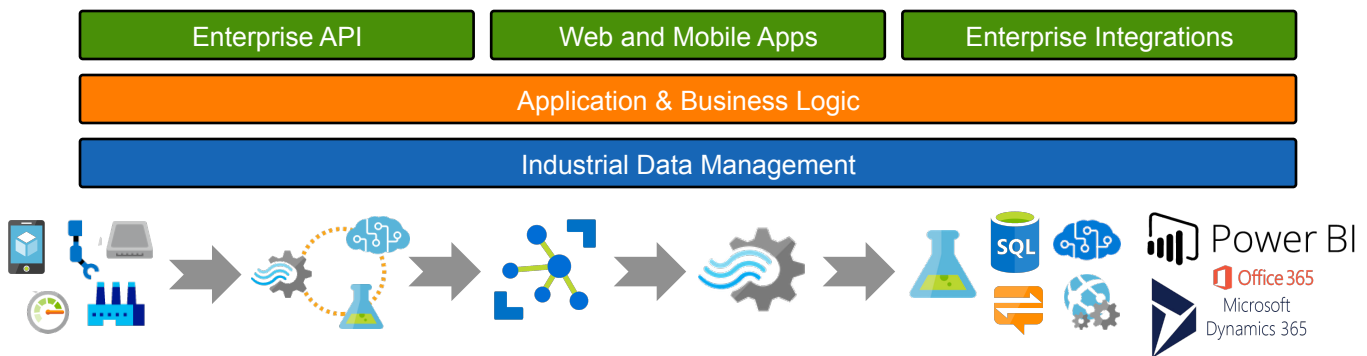 Enterprise API
Web and Mobile Apps
Enterprise Integrations
Application & Business Logic
Industrial Data Management
SQL
Power BI
Office 365
Microsoft
Dynamics 365